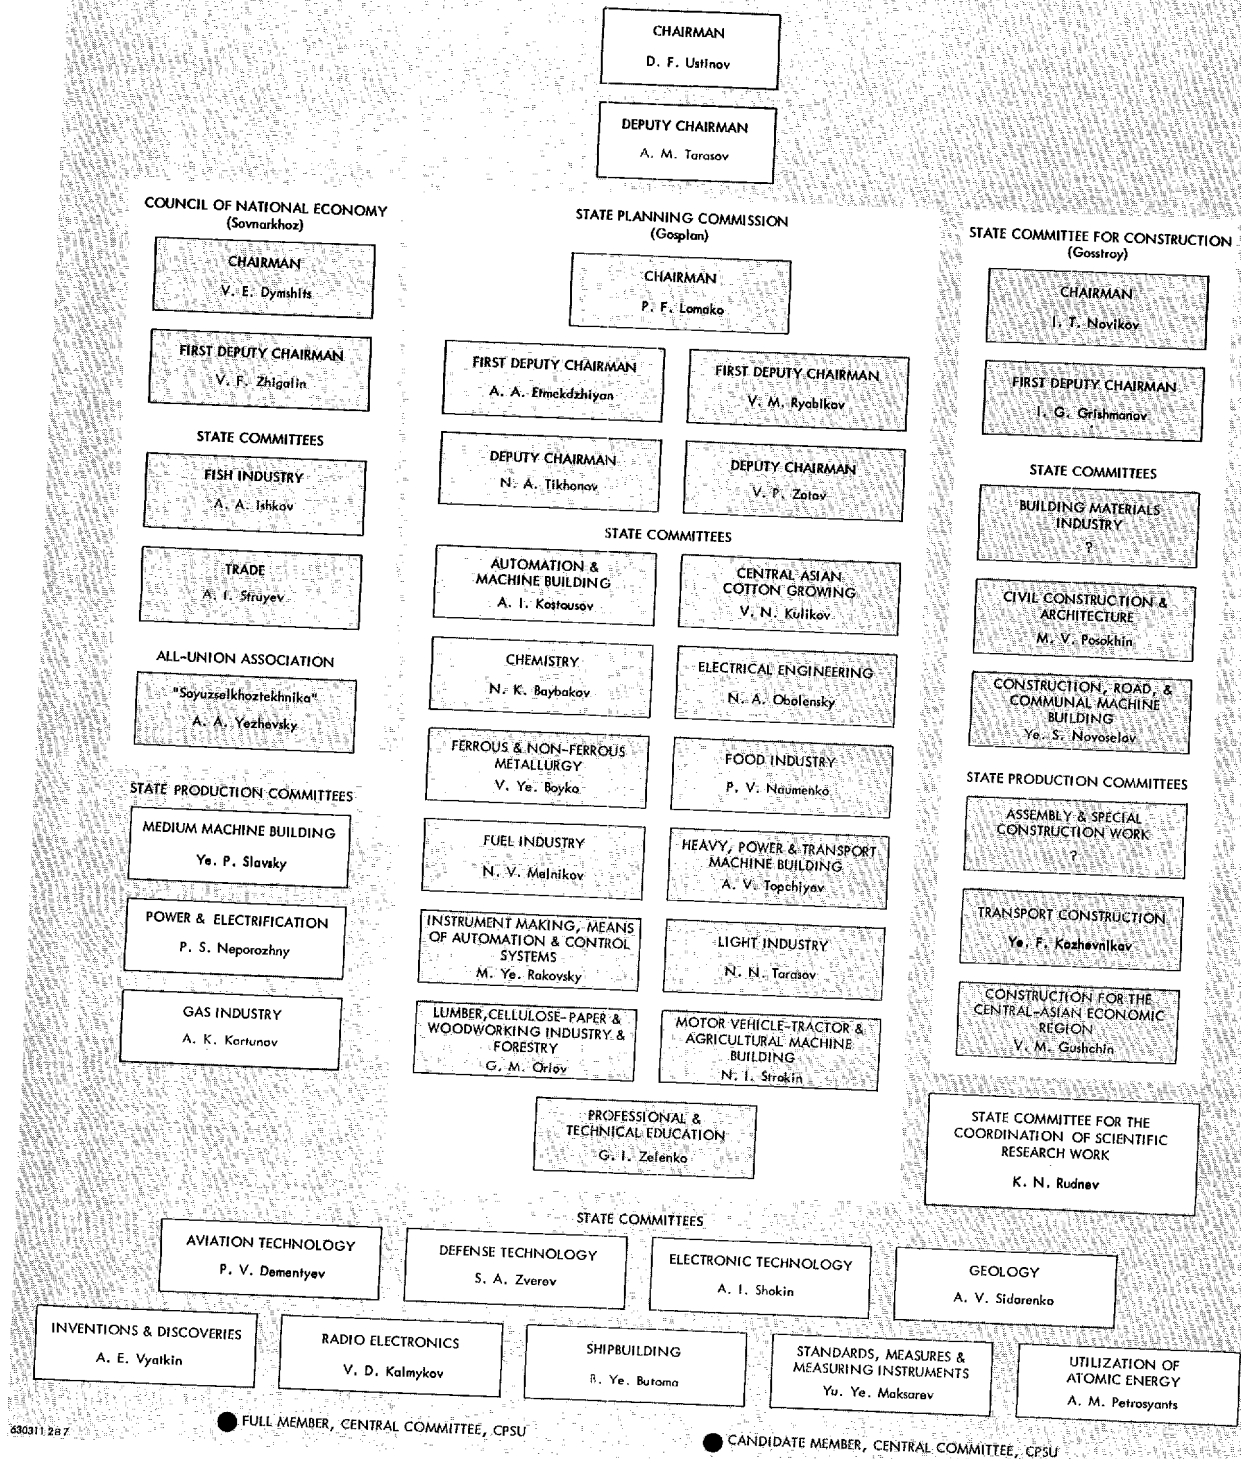 CHAIRMAN
D. F. Ustinov
DEPUTY CHAIRMAN
A. M. Tarasov
COUNCIL OF NATIONAL ECONOMY
(Sovnarkhoz)
CHAIRMAN
V. E. Dymshits
FIRST DEPUTY CHAIRMAN
V. F. Zhigalin
STATE COMMITTEES
FISH INDUSTRY
A. A. Ishkov
TRADE
A. I. Struyev
ALL-UNION ASSOCIATION
"Soyuzselkhoztekhnika"
A. A. Yezhevsky
STATE PRODUCTION COMMITTEES
MEDIUM MACHINE BUILDING
Ye. P. Slavsky
POWER & ELECTRIFICATION
P. S. Neporozhny
GAS INDUSTRY
A. K. Kortunov
STATE PLANNING COMMISSION
(Gosplan)
CHAIRMAN
P. F. Lomako
FIRST DEPUTY CHAIRMAN
A. A. Etmekdzhiyan
FIRST DEPUTY CHAIRMAN
V. M. Ryabikov
DEPUTY CHAIRMAN
N. A. Tikhonov
DEPUTY CHAIRMAN
V. P. Zotov
STATE COMMITTEES
AUTOMATION &
MACHINE BUILDING
A. I. Kostousov
CENTRAL ASIAN
COTTON GROWING
V. N. Kulikov
CHEMISTRY
N. K. Baybakov
ELECTRICAL ENGINEERING
N. A. Obolensky
FERROUS & NON-FERROUS
METALLURGY
V. Ye. Boyko
FOOD INDUSTRY
P. V. Naumenko
FUEL INDUSTRY
N. V. Melnikov
HEAVY, POWER & TRANSPORT
MACHINE BUILDING
A. V. Topchiyev
INSTRUMENT MAKING, MEANS
OF AUTOMATION & CONTROL
SYSTEMS
M. Ye. Rakovsky
LIGHT INDUSTRY
N. N. Tarasov
LUMBER, CELLULOSE-PAPER &
WOODWORKING INDUSTRY &
FORESTRY
G. M. Orlov
MOTOR VEHICLE-TRACTOR &
AGRICULTURAL MACHINE
BUILDING
N. I. Strokin
PROFESSIONAL &
TECHNICAL EDUCATION
G. I. Zelenko
STATE COMMITTEE FOR CONSTRUCTION
(Gosstroy)
CHAIRMAN
I. T. Novikov
FIRST DEPUTY CHAIRMAN
I. G. Grishmanov
STATE COMMITTEES
BUILDING MATERIALS
INDUSTRY
?
CIVIL CONSTRUCTION &
ARCHITECTURE
M. V. Posokhin
CONSTRUCTION, ROAD, &
COMMUNAL MACHINE
BUILDING
Ye. S. Novoselov
STATE PRODUCTION COMMITTEES
ASSEMBLY & SPECIAL
CONSTRUCTION WORK
?
TRANSPORT CONSTRUCTION
Ye. F. Kozhevnikov
CONSTRUCTION FOR THE
CENTRAL-ASIAN ECONOMIC
REGION
V. M. Gushchin
STATE COMMITTEE FOR THE
COORDINATION OF SCIENTIFIC
RESEARCH WORK
K. N. Rudnev
STATE COMMITTEES
AVIATION TECHNOLOGY
P. V. Dementyev
DEFENSE TECHNOLOGY
S. A. Zverev
ELECTRONIC TECHNOLOGY
A. I. Shokin
GEOLOGY
A. V. Sidorenko
INVENTIONS & DISCOVERIES
A. E. Vyalkin
RADIO ELECTRONICS
V. D. Kalmykov
SHIPBUILDING
B. Ye. Butoma
STANDARDS, MEASURES &
MEASURING INSTRUMENTS
Yu. Ye. Maksarev
UTILIZATION OF
ATOMIC ENERGY
A. M. Petrosyants
630311 2B 7
FULL MEMBER, CENTRAL COMMITTEE, CPSU
CANDIDATE MEMBER, CENTRAL COMMITTEE, CPSU